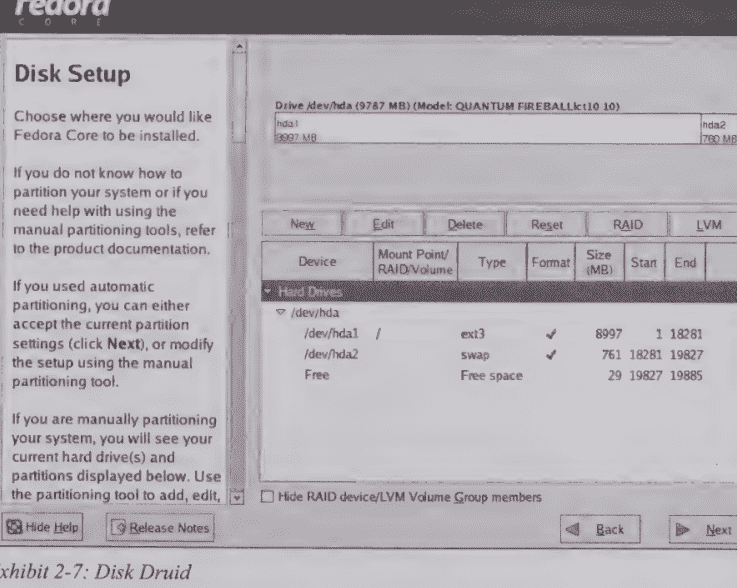 fedora
CORE
Disk Setup
Choose where you would like
Fedora Core to be installed.
If you do not know how to
partition your system or if you
need help with using the
manual partitioning tools, refer
to the product documentation.
If you used automatic
partitioning, you can either
accept the current partition
settings (click Next), or modify
the setup using the manual
partitioning tool.
If you are manually partitioning
your system, you will see your
current hard drive(s) and
partitions displayed below. Use
the partitioning tool to add, edit,
Hide Help
Release Notes
Drive /dev/hda (9787 MB) (Model: QUANTUM FIREBALLlct10 10)
hda1 hda2
8997 MB 760 MB
New Edit Delete Reset RAID LVM
Device Mount Point/ RAID/Volume Type Format Size (MB) Start End
Hard Drives
/dev/hda
/dev/hda1 / ext3 ✔ 8997 1 18281
/dev/hda2 swap ✔ 761 18281 19827
Free Free space 29 19827 19885
Hide RAID device/LVM Volume Group members
Back Next
xhibit 2-7: Disk Druid